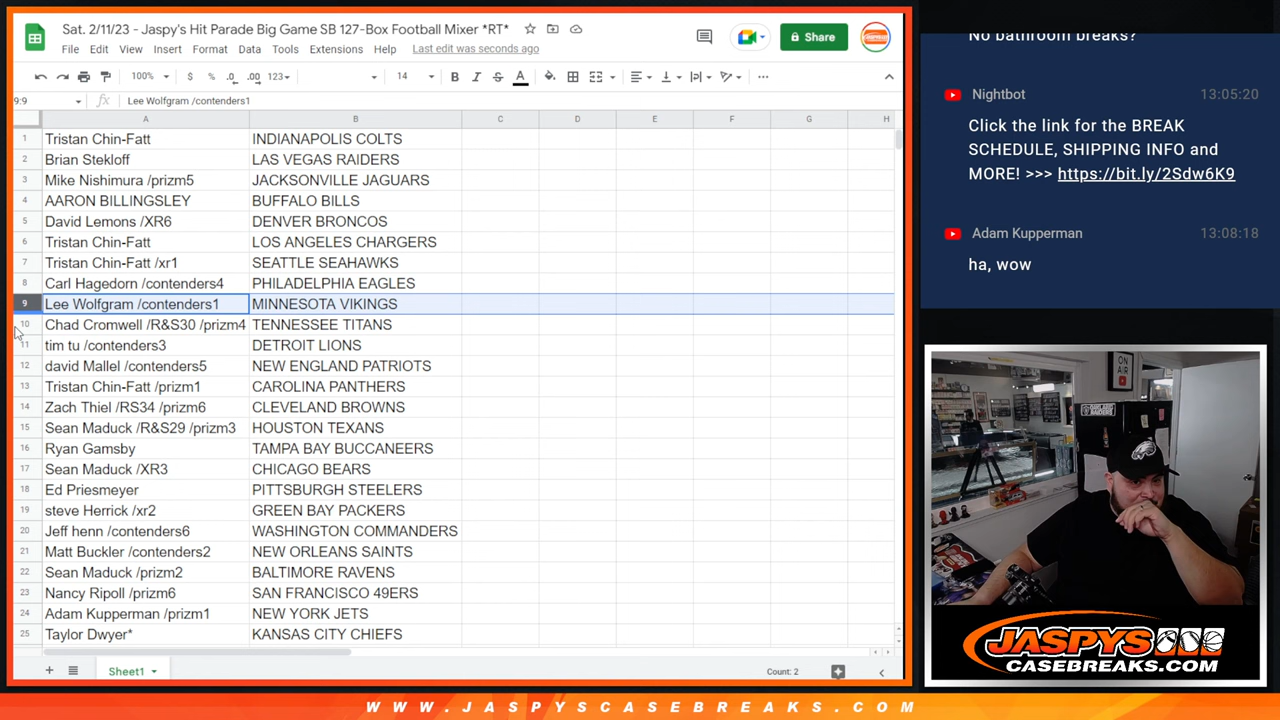 Sat. 2/11/23 - Jaspy's Hit Parade Big Game SB 127-Box Football Mixer *RT*
File Edit View Insert Format Data Tools Extensions Help Last edit was seconds ago
Share
100% $ % .0 .00 123 14 B I S A
9:9 fx Lee Wolfgram /contenders1
A B C D E F G H
1 Tristan Chin-Fatt INDIANAPOLIS COLTS
2 Brian Stekloff LAS VEGAS RAIDERS
3 Mike Nishimura /prizm5 JACKSONVILLE JAGUARS
4 AARON BILLINGSLEY BUFFALO BILLS
5 David Lemons /XR6 DENVER BRONCOS
6 Tristan Chin-Fatt LOS ANGELES CHARGERS
7 Tristan Chin-Fatt /xr1 SEATTLE SEAHAWKS
8 Carl Hagedorn /contenders4 PHILADELPHIA EAGLES
9 Lee Wolfgram /contenders1 MINNESOTA VIKINGS
10 Chad Cromwell /R&S30 /prizm4 TENNESSEE TITANS
11 tim tu /contenders3 DETROIT LIONS
12 david Mallel /contenders5 NEW ENGLAND PATRIOTS
13 Tristan Chin-Fatt /prizm1 CAROLINA PANTHERS
14 Zach Thiel /RS34 /prizm6 CLEVELAND BROWNS
15 Sean Maduck /R&S29 /prizm3 HOUSTON TEXANS
16 Ryan Gamsby TAMPA BAY BUCCANEERS
17 Sean Maduck /XR3 CHICAGO BEARS
18 Ed Priesmeyer PITTSBURGH STEELERS
19 steve Herrick /xr2 GREEN BAY PACKERS
20 Jeff henn /contenders6 WASHINGTON COMMANDERS
21 Matt Buckler /contenders2 NEW ORLEANS SAINTS
22 Sean Maduck /prizm2 BALTIMORE RAVENS
23 Nancy Ripoll /prizm6 SAN FRANCISCO 49ERS
24 Adam Kupperman /prizm1 NEW YORK JETS
25 Taylor Dwyer* KANSAS CITY CHIEFS
Sheet1
Count: 2
No bathroom breaks?
Nightbot 13:05:20
Click the link for the BREAK
SCHEDULE, SHIPPING INFO and
MORE! >>> https://bit.ly/2Sdw6K9
Adam Kupperman 13:08:18
ha, wow
ON
AIR
JASPYS
CASEBREAKS.COM
WWW.JASPYSCASEBREAKS.COM